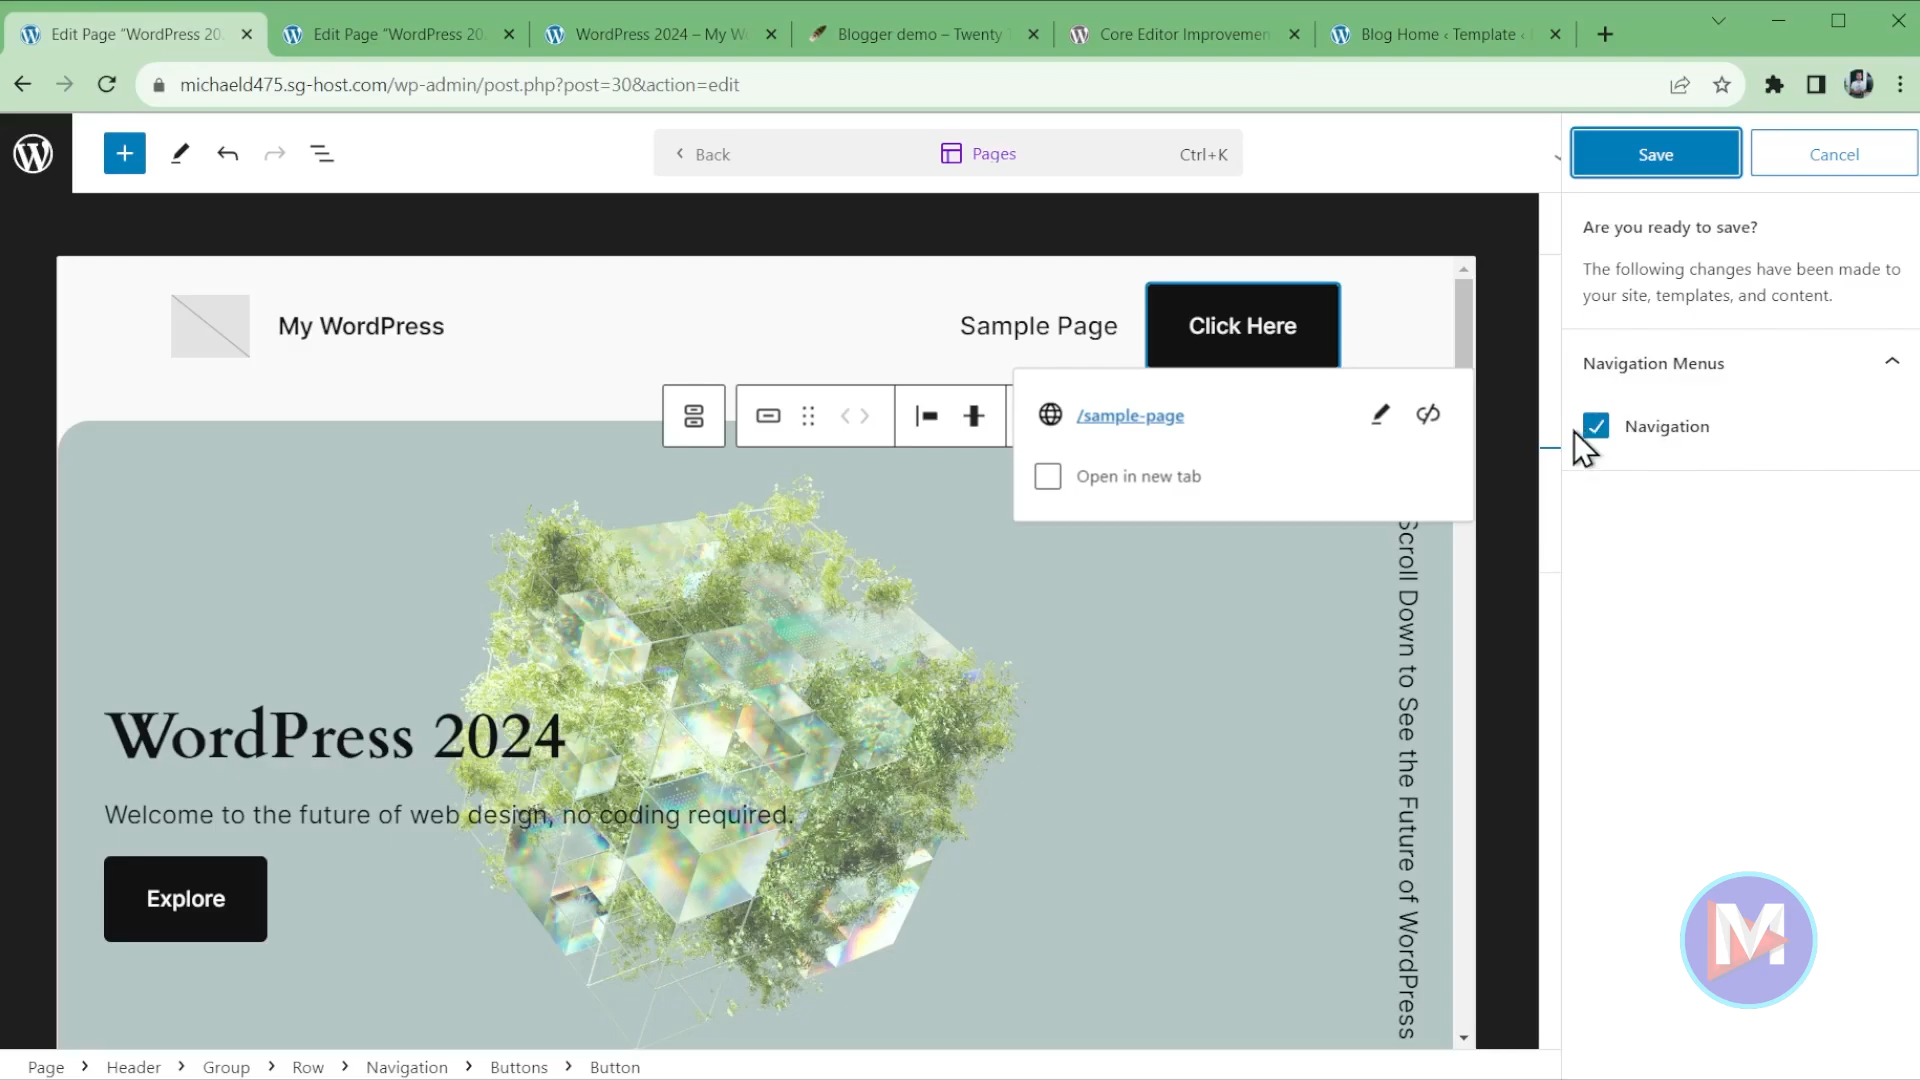 Edit Page “WordPress 20
Edit Page “WordPress 20
WordPress 2024 – My W
Blogger demo – Twenty
Core Editor Improvemen
Blog Home ‹ Template ‹
michaeld475.sg-host.com/wp-admin/post.php?post=30&action=edit
Back
Pages
Ctrl+K
Save
Cancel
Are you ready to save?
The following changes have been made to
your site, templates, and content.
Navigation Menus
Navigation
My WordPress
Sample Page
Click Here
/sample-page
Open in new tab
Scroll Down to See the Future of WordPress
WordPress 2024
Welcome to the future of web design, no coding required.
Explore
M
Page > Header > Group > Row > Navigation > Buttons > Button